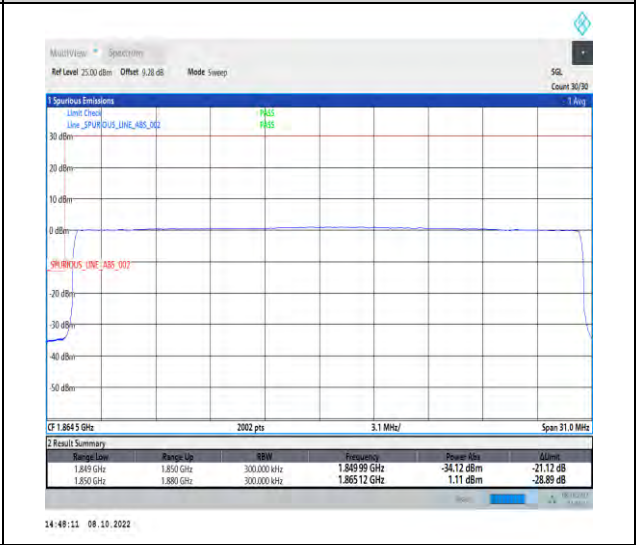 MultiView Spectrum
Ref Level 25.00 dBm Offset 9.28 dB Mode Sweep SGL
Count 30/30
1 Spurious Emissions 1 Avg
Limit Check PASS
Line _SPURIOUS_LINE_ABS_002 PASS
30 dBm
20 dBm
10 dBm
0 dBm
_SPURIOUS_LINE_ABS_002
-20 dBm
-30 dBm
-40 dBm
-50 dBm
CF 1.864 5 GHz 2002 pts 3.1 MHz/ Span 31.0 MHz
2 Result Summary
Range Low Range Up RBW Frequency Power Abs ΔLimit
1.849 GHz 1.850 GHz 300.000 kHz 1.849 99 GHz -34.12 dBm -21.12 dB
1.850 GHz 1.880 GHz 300.000 kHz 1.865 12 GHz 1.11 dBm -28.89 dB
14:48:11 08.10.2022